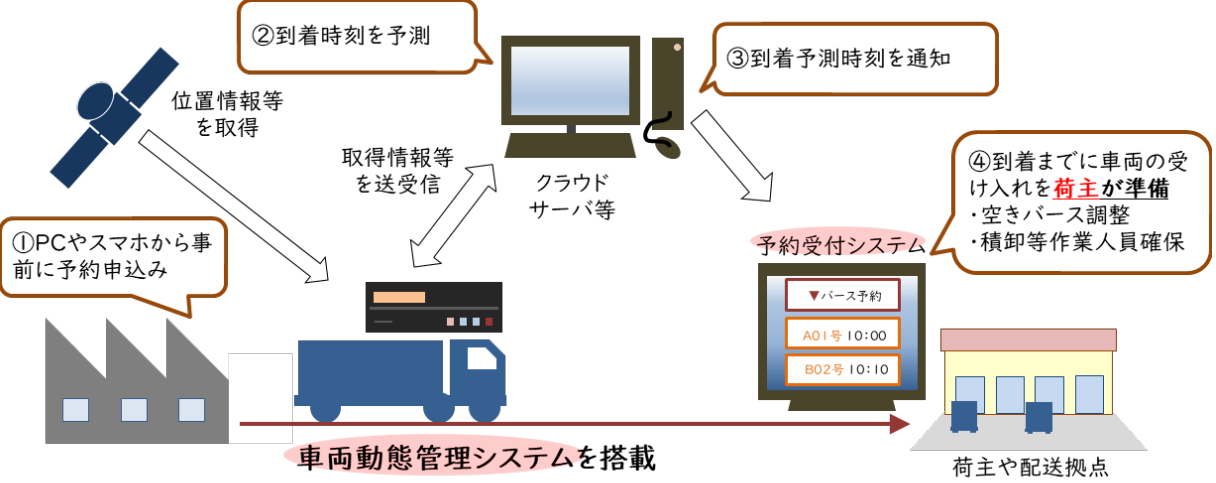 ②到着時刻を予測
③到着予測時刻を通知
位置情報等
を取得
取得情報等
を送受信
クラウド
サーバ等
④到着までに車両の受
け入れを荷主が準備
・空きバース調整
・積卸等作業人員確保
①PCやスマホから事
前に予約申込み
予約受付システム
▼バース予約
A01号 10:00
B02号 10:10
車両動態管理システムを搭載
荷主や配送拠点